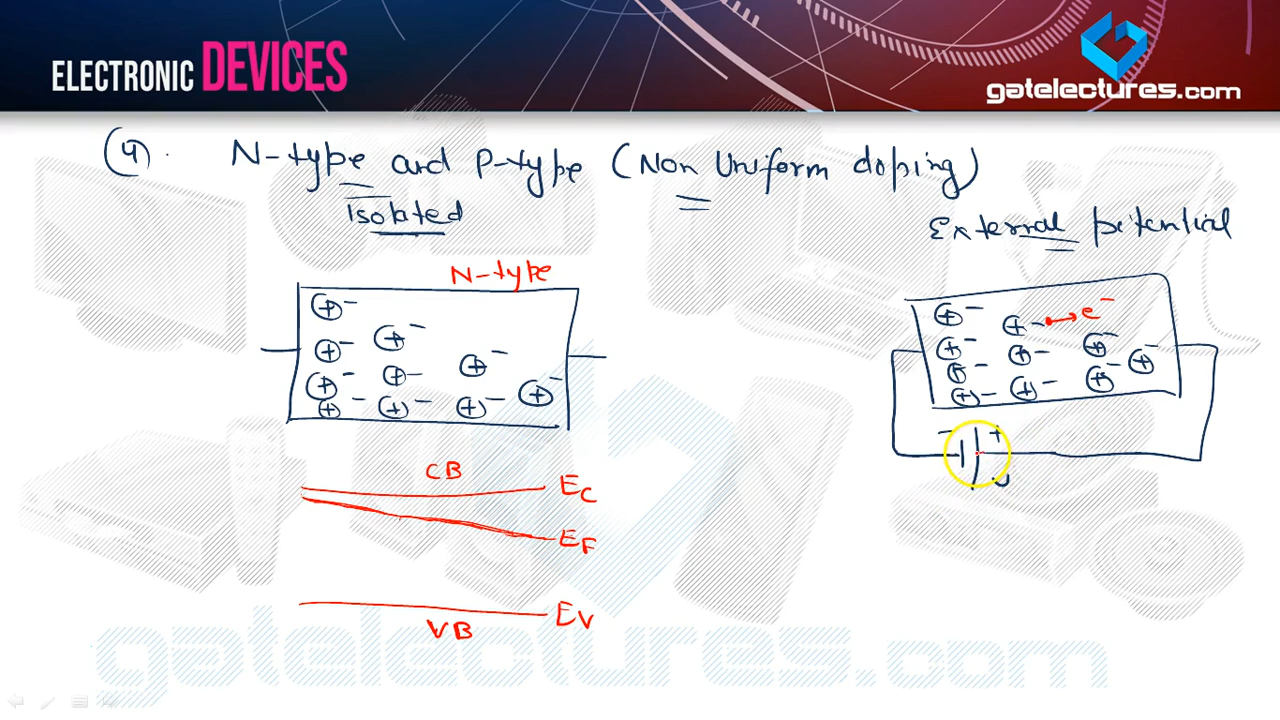 ELECTRONIC DEVICES
gatelectures.com
(9). N-type and P-type (Non Uniform doping)
Isolated
External potential
N-type
+ - + - + - + - + - + - + - + - + - + -
+ - + - e-
+ - + - + - + - + - + - + - + -
- +
CB
EC
EF
EV
VB
gatelectures.com